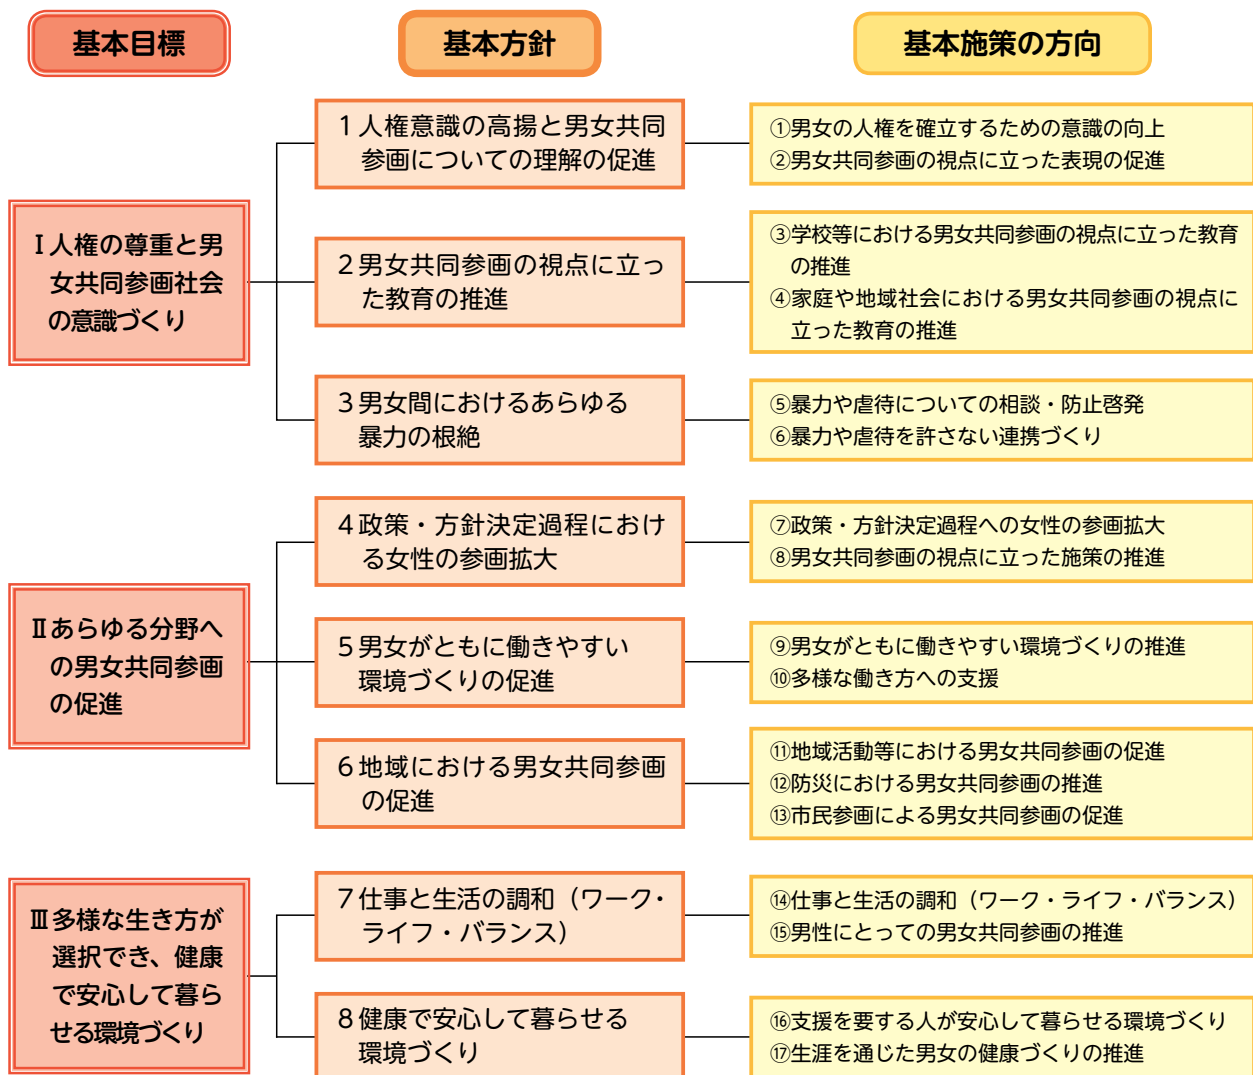 基本目標
基本方針
基本施策の方向
Ⅰ人権の尊重と男
女共同参画社会
の意識づくり
1人権意識の高揚と男女共同
参画についての理解の促進
①男女の人権を確立するための意識の向上
②男女共同参画の視点に立った表現の促進
2男女共同参画の視点に立っ
た教育の推進
③学校等における男女共同参画の視点に立った教育
の推進
④家庭や地域社会における男女共同参画の視点に
立った教育の推進
3男女間におけるあらゆる
暴力の根絶
⑤暴力や虐待についての相談・防止啓発
⑥暴力や虐待を許さない連携づくり
Ⅱあらゆる分野へ
の男女共同参画
の促進
4政策・方針決定過程におけ
る女性の参画拡大
⑦政策・方針決定過程への女性の参画拡大
⑧男女共同参画の視点に立った施策の推進
5男女がともに働きやすい
環境づくりの促進
⑨男女がともに働きやすい環境づくりの推進
⑩多様な働き方への支援
6地域における男女共同参画
の促進
⑪地域活動等における男女共同参画の促進
⑫防災における男女共同参画の推進
⑬市民参画による男女共同参画の促進
Ⅲ多様な生き方が
選択でき、健康
で安心して暮ら
せる環境づくり
7仕事と生活の調和（ワーク・
ライフ・バランス）
⑭仕事と生活の調和（ワーク・ライフ・バランス）
⑮男性にとっての男女共同参画の推進
8健康で安心して暮らせる
環境づくり
⑯支援を要する人が安心して暮らせる環境づくり
⑰生涯を通じた男女の健康づくりの推進